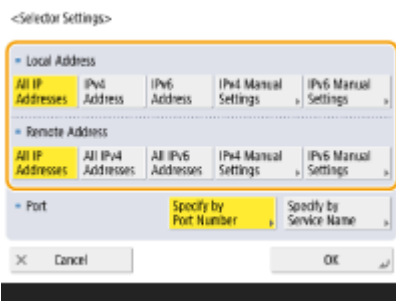 <Selector Settings>
Local Address
All IP Addresses
IPv4 Address
IPv6 Address
IPv4 Manual Settings
IPv6 Manual Settings
Remote Address
All IP Addresses
All IPv4 Addresses
All IPv6 Addresses
IPv4 Manual Settings
IPv6 Manual Settings
Port
Specify by Port Number
Specify by Service Name
× Cancel
OK